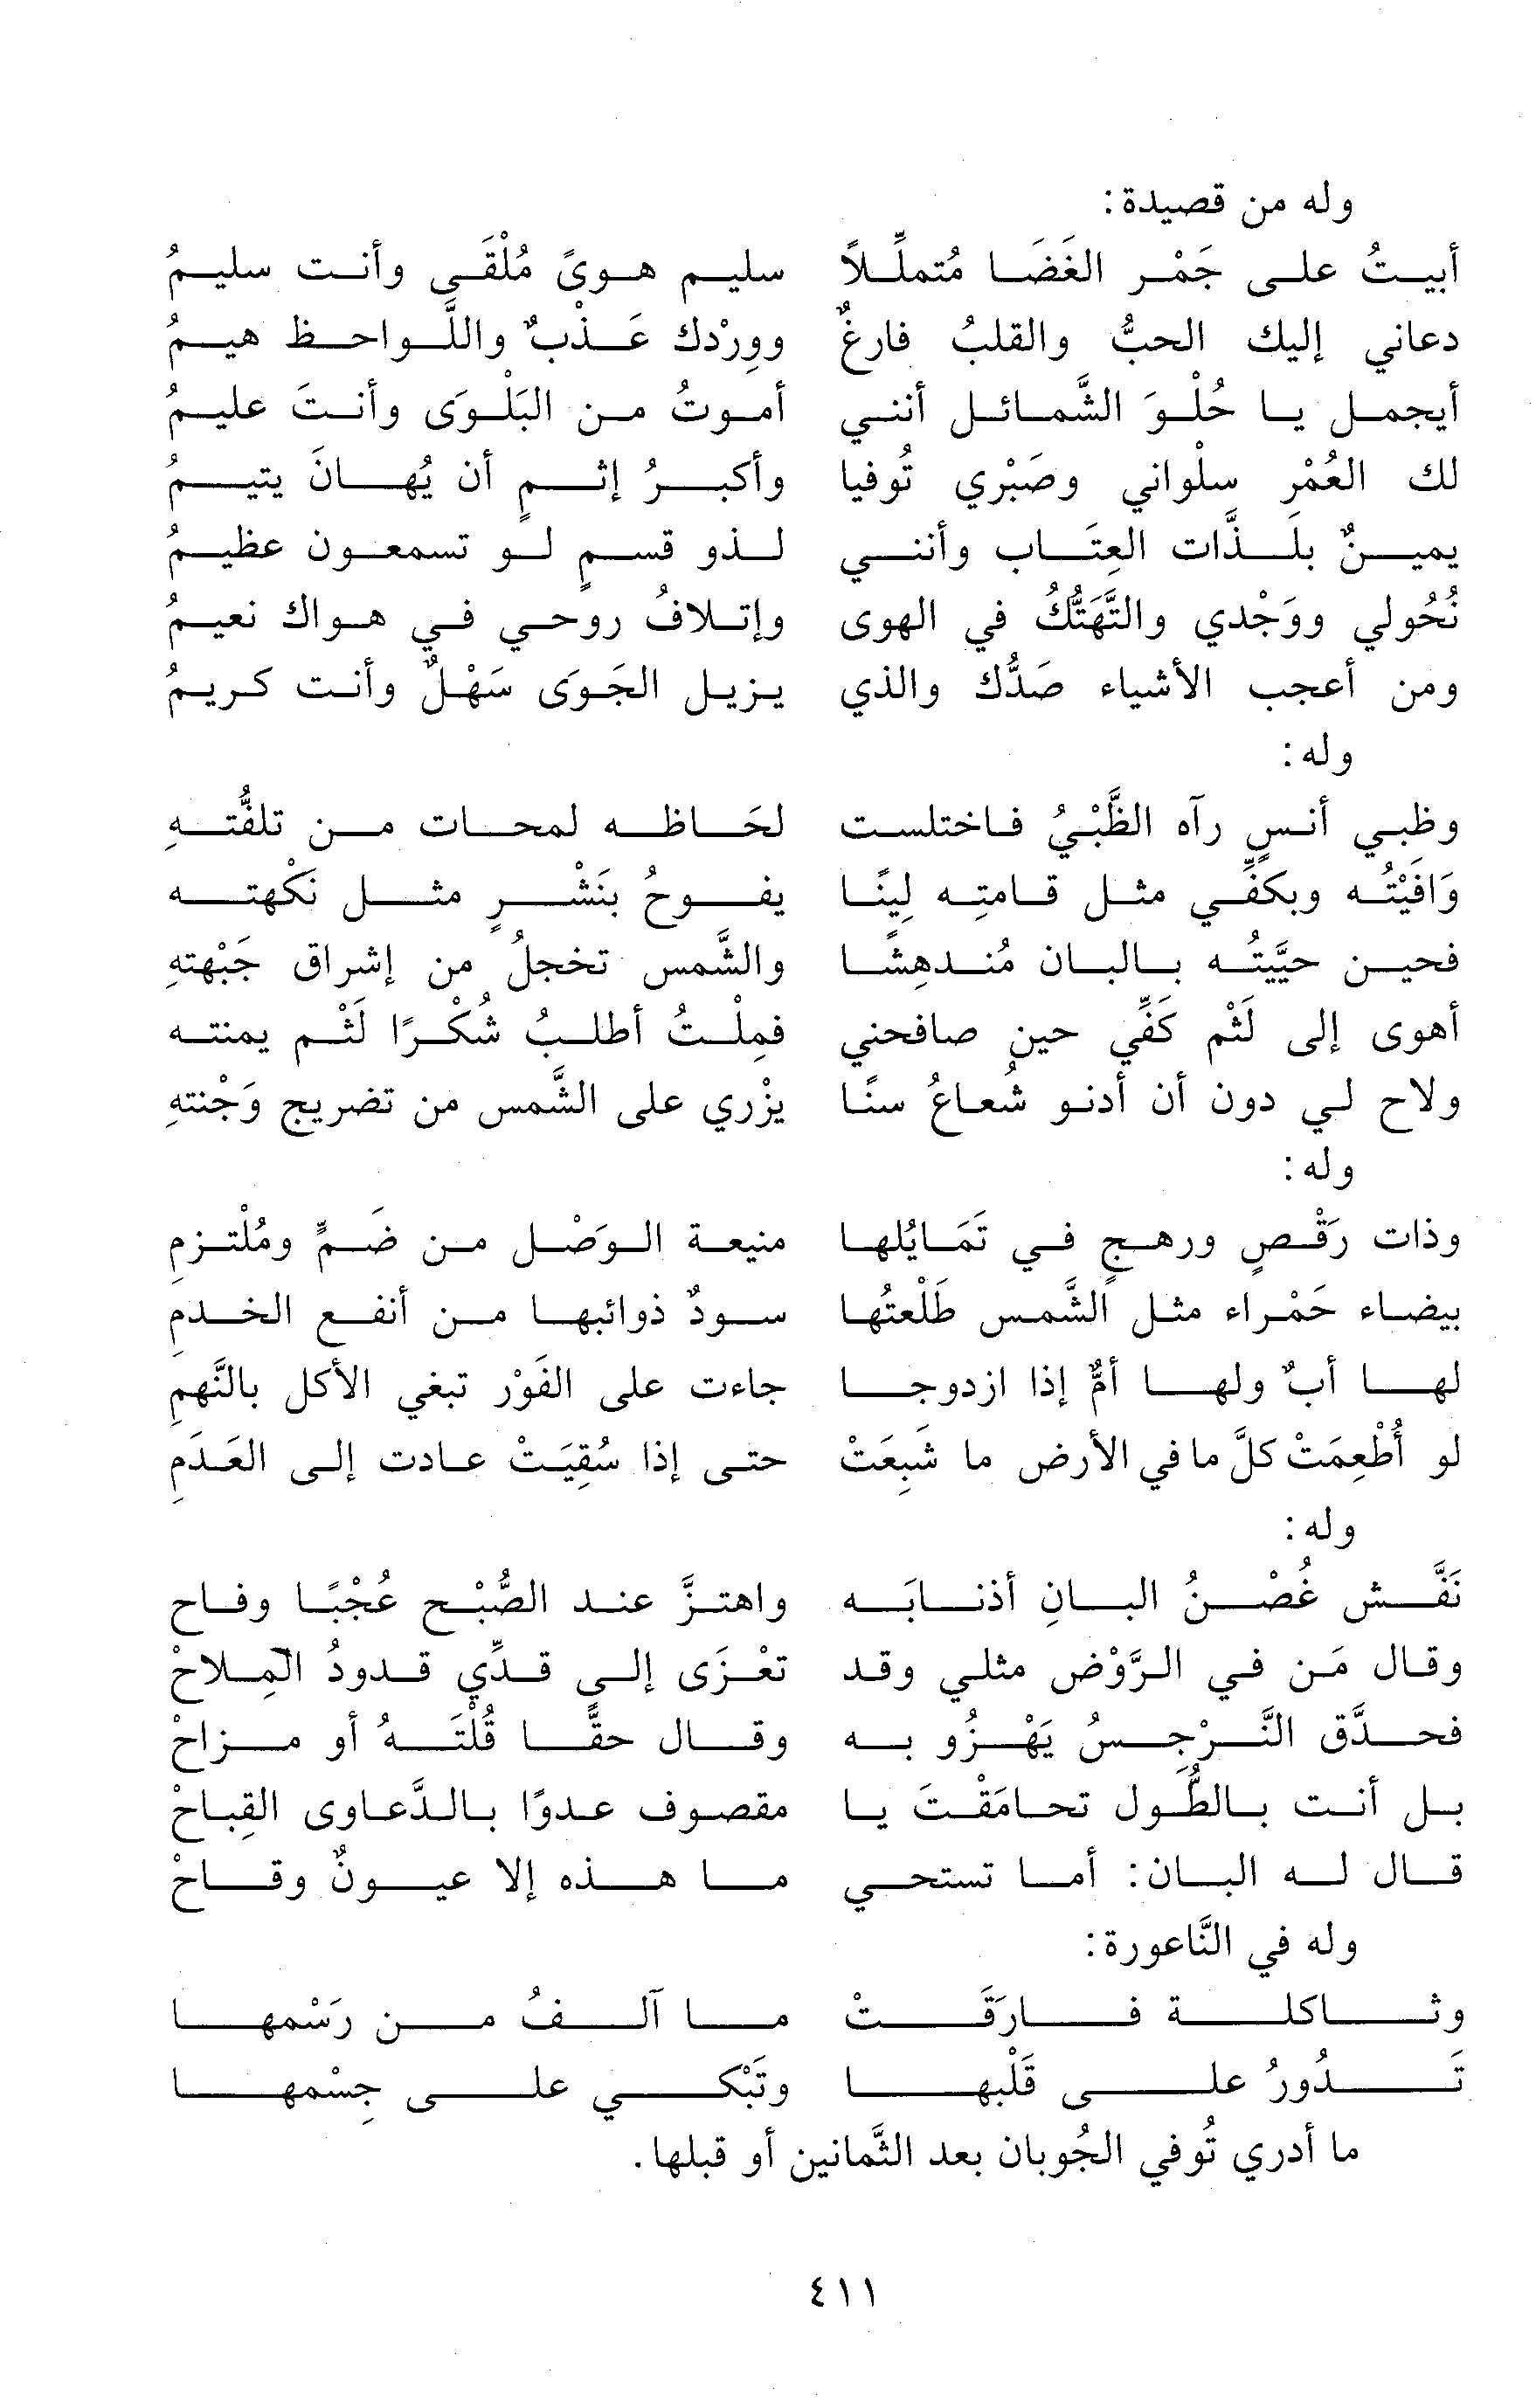 وله من قصيدة:
أبيتُ على جَمْر الغَضَا مُتملِّلاً سليم هوىً مُلْقَى وأنت سليمُ
دعاني إليك الحبُّ والقلبُ فارغٌ ووِرْدك عَذْبٌ واللَّواحظ هيمُ
أيجمل يا حُلْوَ الشَّمائل أنني أموتُ من البَلْوَى وأنتَ عليمُ
لك العُمْر سلْواني وصَبْري تُوفيا وأكبرُ إثمٍ أن يُهانَ يتيمُ
يمينٌ بلَذَّات العِتَاب وأنني لذو قسمٍ لو تسمعون عظيمُ
نُحُولي ووَجْدي والتَّهَتُّكُ في الهوى وإتلافُ روحي في هواك نعيمُ
ومن أعجب الأشياء صَدُّك والذي يزيل الجَوَى سَهْلٌ وأنت كريمُ
وله:
وظبي أنسٍ رآه الظَّبْيُ فاختلست لحَاظه لمحات من تلفُّتهِ
وَافَيْتُه وبكفِّي مثل قامتِه لِينًا يفوحُ بنَشْرٍ مثل نَكْهته
فحين حيَّيتُه بالبان مُندهِشًا والشَّمس تخجلُ من إشراق جَبْهتهِ
أهوى إلى لَثْم كَفِّي حين صافحني فمِلْتُ أطلبُ شُكْرًا لَثْم يمنته
ولاح لي دون أن أدنو شُعاعُ سنًا يزْري على الشَّمس من تضريج وَجْنتهِ
وله:
وذات رَقْصٍ ورهجٍ في تَمَايُلها منيعة الوَصْل من ضَمٍّ ومُلْتزمِ
بيضاء حَمْراء مثل الشَّمس طَلْعتُها سودٌ ذوائبها من أنفع الخدمِ
لها أبٌ ولها أمٌّ إذا ازدوجا جاءت على الفَوْر تبغي الأكل بالنَّهمِ
لو أُطْعِمَتْ كلَّ ما في الأرض ما شَبِعَتْ حتى إذا سُقِيَتْ عادت إلى العَدَمِ
وله:
نَفَّش غُصْنُ البانِ أذنابَه واهتزَّ عند الصُّبْح عُجْبًا وفاح
وقال مَن في الرَّوْض مثلي وقد تعْزَى إلى قدِّي قدودُ المِلاحْ
فحدَّق النَّرْجِسُ يَهْزُو به وقال حقًّا قُلْتَهُ أو مزاحْ
بل أنت بالطُّول تحامَقْتَ يا مقصوف عدوًا بالدَّعاوى القِباحْ
قال له البان: أما تستحي ما هذه إلا عيونٌ وقاحْ
وله في النَّاعورة:
وثاكلة فارَقَتْ ما آلفُ من رَسْمها
تَدُورُ على قَلْبها وتَبْكي على جِسْمها
ما أدري تُوفي الجُوبان بعد الثَّمانين أو قبلها.
٤١١